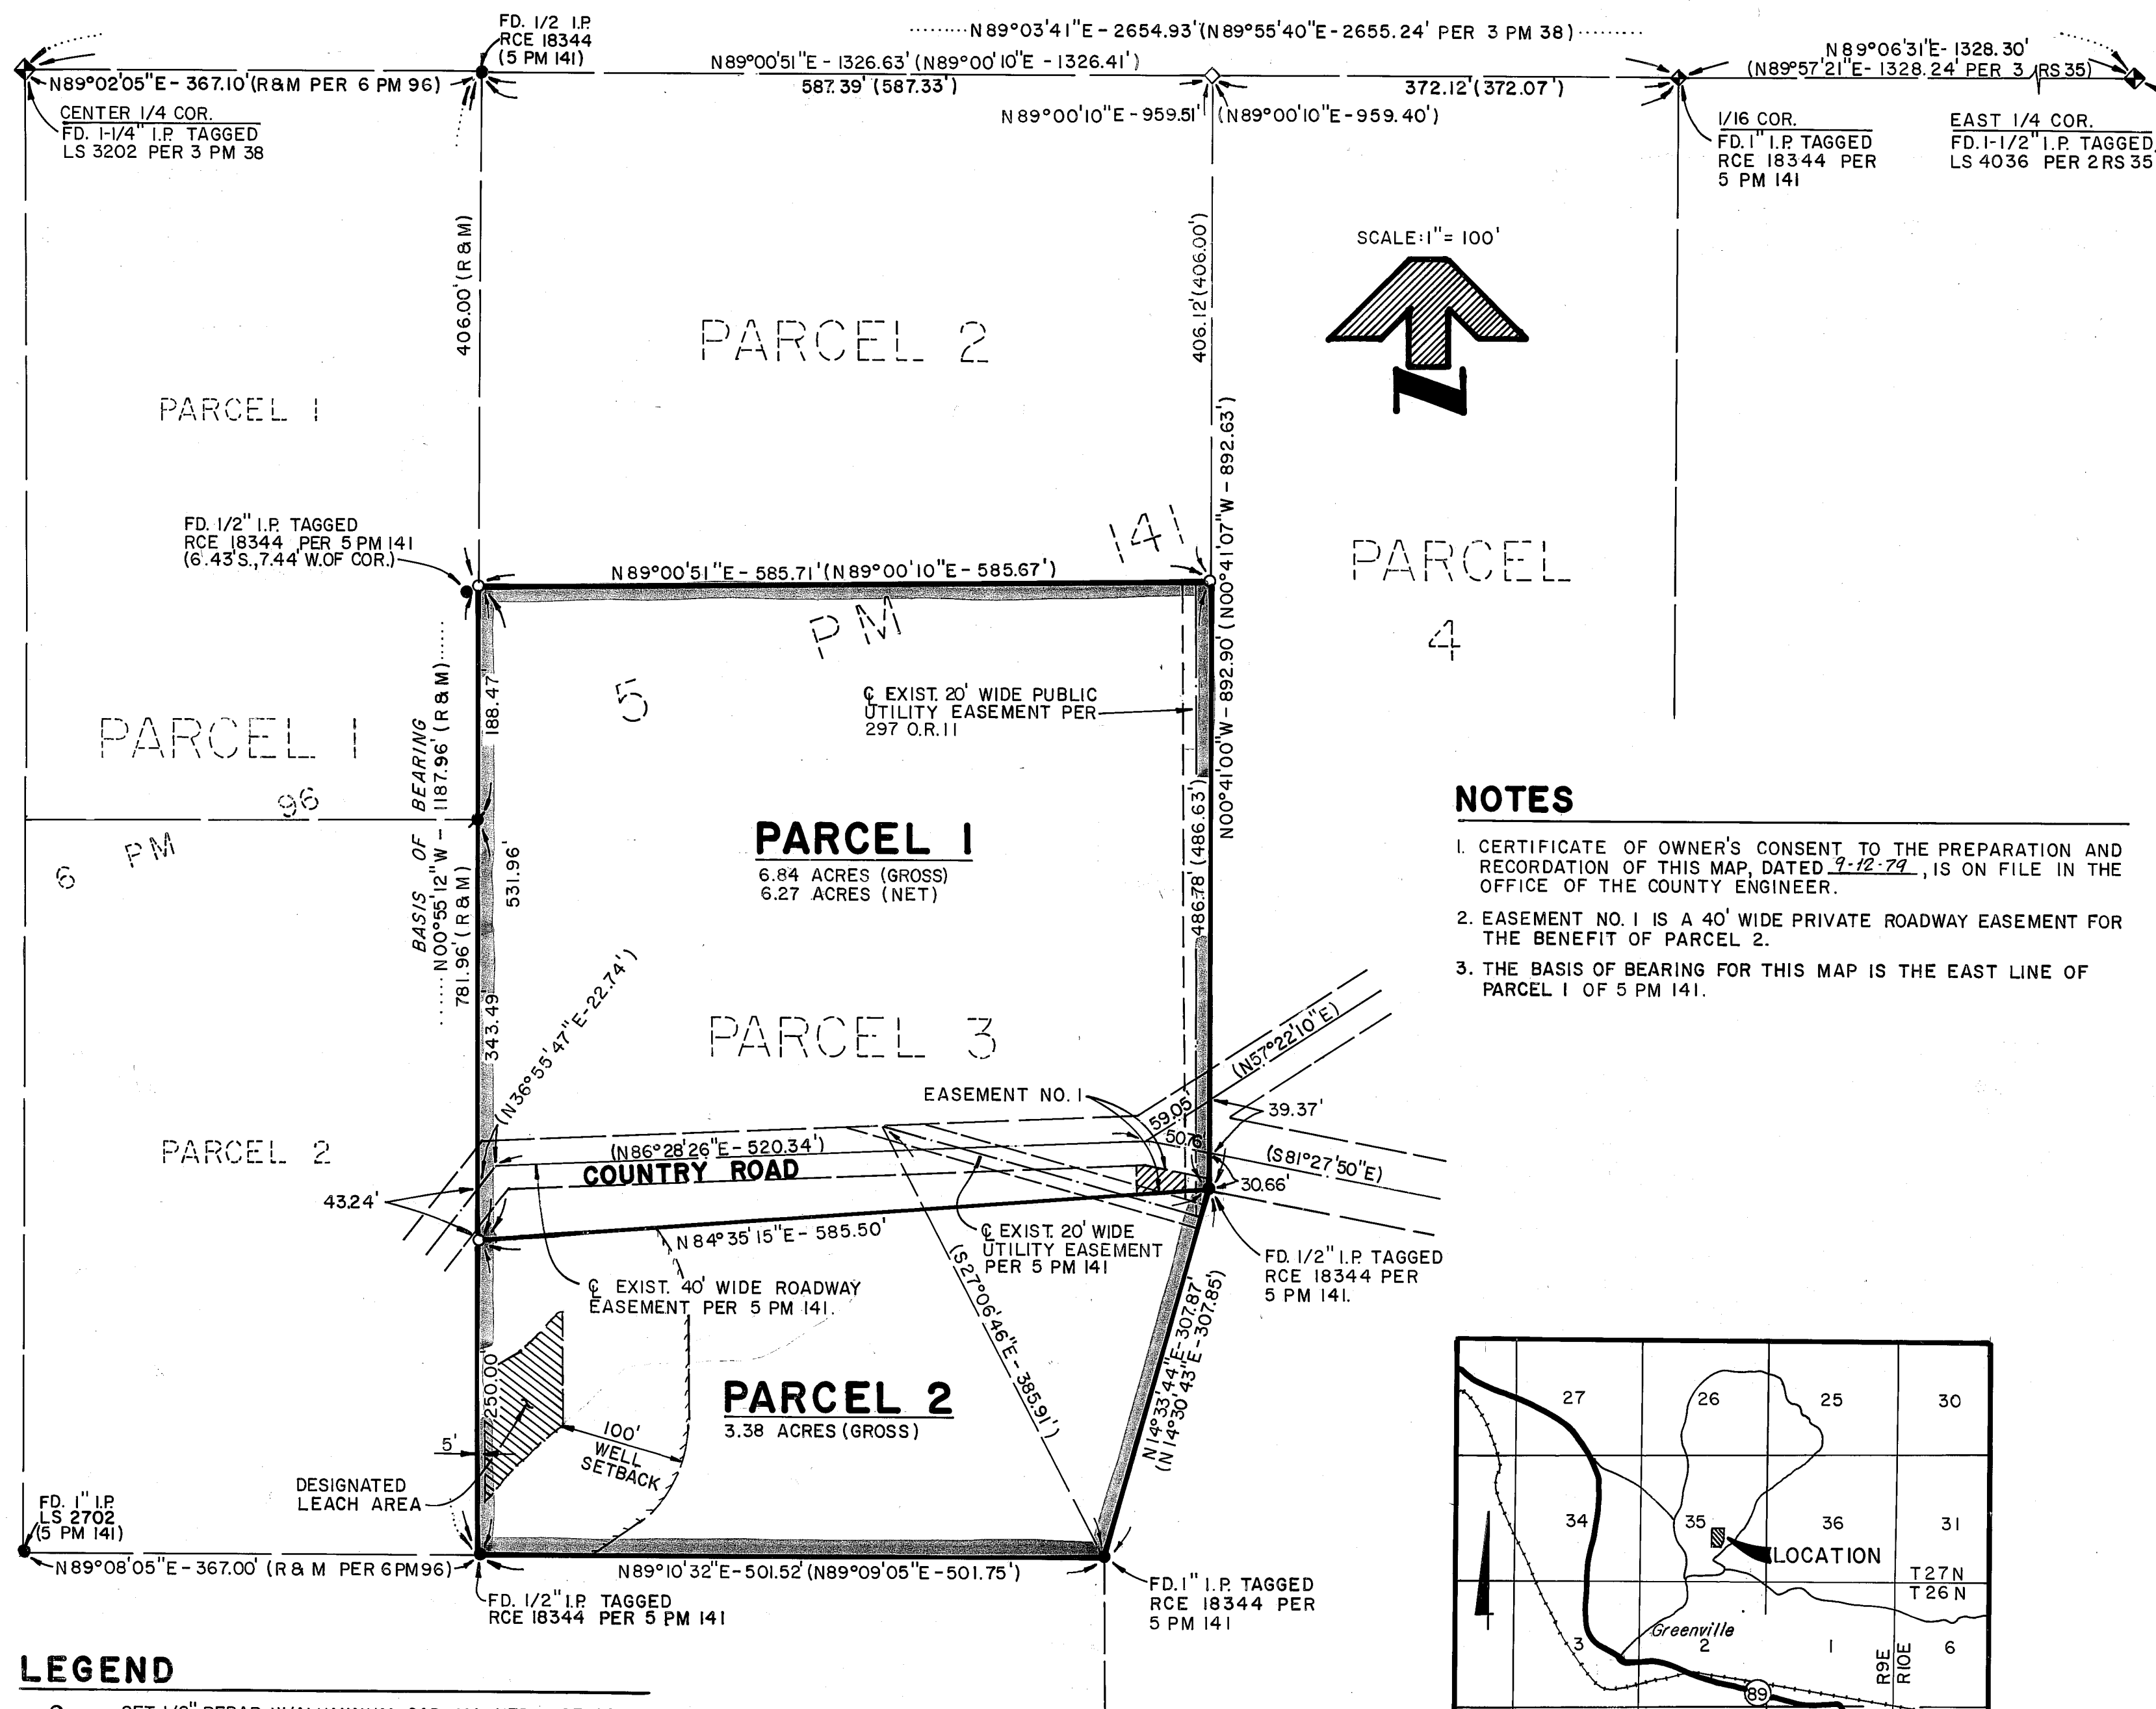 N89°03'41"E - 2654.93' (N89°55'40"E - 2655.24' PER 3 PM 38)
FD. 1/2 I.P.
RCE 18344
(5 PM 141)
N89°00'51"E - 1326.63' (N89°00'10"E - 1326.41')
N89°06'31"E - 1328.30'
(N89°57'21"E - 1328.24' PER 3 RS 35)
N89°02'05"E - 367.10' (R&M PER 6 PM 96)
587.39' (587.33')
372.12' (372.07')
N89°00'10"E - 959.51'
(N89°00'10"E - 959.40')
CENTER 1/4 COR.
FD. 1-1/4" I.P. TAGGED
LS 3202 PER 3 PM 38
1/16 COR.
FD. 1" I.P. TAGGED
RCE 18344 PER
5 PM 141
EAST 1/4 COR.
FD. 1-1/2" I.P. TAGGED,
LS 4036 PER 2 RS 35
406.00' (R & M)
406.12' (406.00')
SCALE: 1" = 100'
N
PARCEL 2
PARCEL 1
FD. 1/2" I.P. TAGGED
RCE 18344 PER 5 PM 141
(6.43' S., 7.44' W. OF COR.)
N89°00'51"E - 585.71' (N89°00'10"E - 585.67')
5 PM 141
N00°41'00"W - 892.90' (N00°41'07"W - 892.63')
PARCEL
4
℄ EXIST. 20' WIDE PUBLIC
UTILITY EASEMENT PER
297 O.R. 11
188.47'
PARCEL 1
6 PM 96
BASIS OF BEARING
N00°55'12"W - 1187.96' (R & M)
781.96' (R & M)
531.96'
343.49'
486.78' (486.63')
PARCEL 1
6.84 ACRES (GROSS)
6.27 ACRES (NET)
NOTES
1. CERTIFICATE OF OWNER'S CONSENT TO THE PREPARATION AND
RECORDATION OF THIS MAP, DATED 9-12-79, IS ON FILE IN THE
OFFICE OF THE COUNTY ENGINEER.
2. EASEMENT NO. 1 IS A 40' WIDE PRIVATE ROADWAY EASEMENT FOR
THE BENEFIT OF PARCEL 2.
3. THE BASIS OF BEARING FOR THIS MAP IS THE EAST LINE OF
PARCEL 1 OF 5 PM 141.
PARCEL 3
(N36°55'47"E - 22.74')
(N57°22'10"E)
EASEMENT NO. 1
59.05'
39.37'
50.76'
(S81°27'50"E)
30.66'
PARCEL 2
(N86°28'26"E - 520.34')
COUNTRY ROAD
43.24'
N84°35'15"E - 585.50'
℄ EXIST. 20' WIDE
UTILITY EASEMENT
PER 5 PM 141
℄ EXIST. 40' WIDE ROADWAY
EASEMENT PER 5 PM 141.
FD. 1/2" I.P. TAGGED
RCE 18344 PER
5 PM 141.
(S27°06'46"E - 385.91')
N14°33'44"E - 307.87'
(N14°30'43"E - 307.85')
250.00'
PARCEL 2
3.38 ACRES (GROSS)
100'
WELL
SETBACK
5'
DESIGNATED
LEACH AREA
FD. 1" I.P.
LS 2702
(5 PM 141)
N89°08'05"E - 367.00' (R & M PER 6 PM 96)
N89°10'32"E - 501.52' (N89°09'05"E - 501.75')
FD. 1/2" I.P. TAGGED
RCE 18344 PER 5 PM 141
FD. 1" I.P. TAGGED
RCE 18344 PER
5 PM 141
27 26 25 30
34 35 36 31
LOCATION
T27N
T26N
Greenville
3 2 1 6
R9E
R10E
89
LEGEND